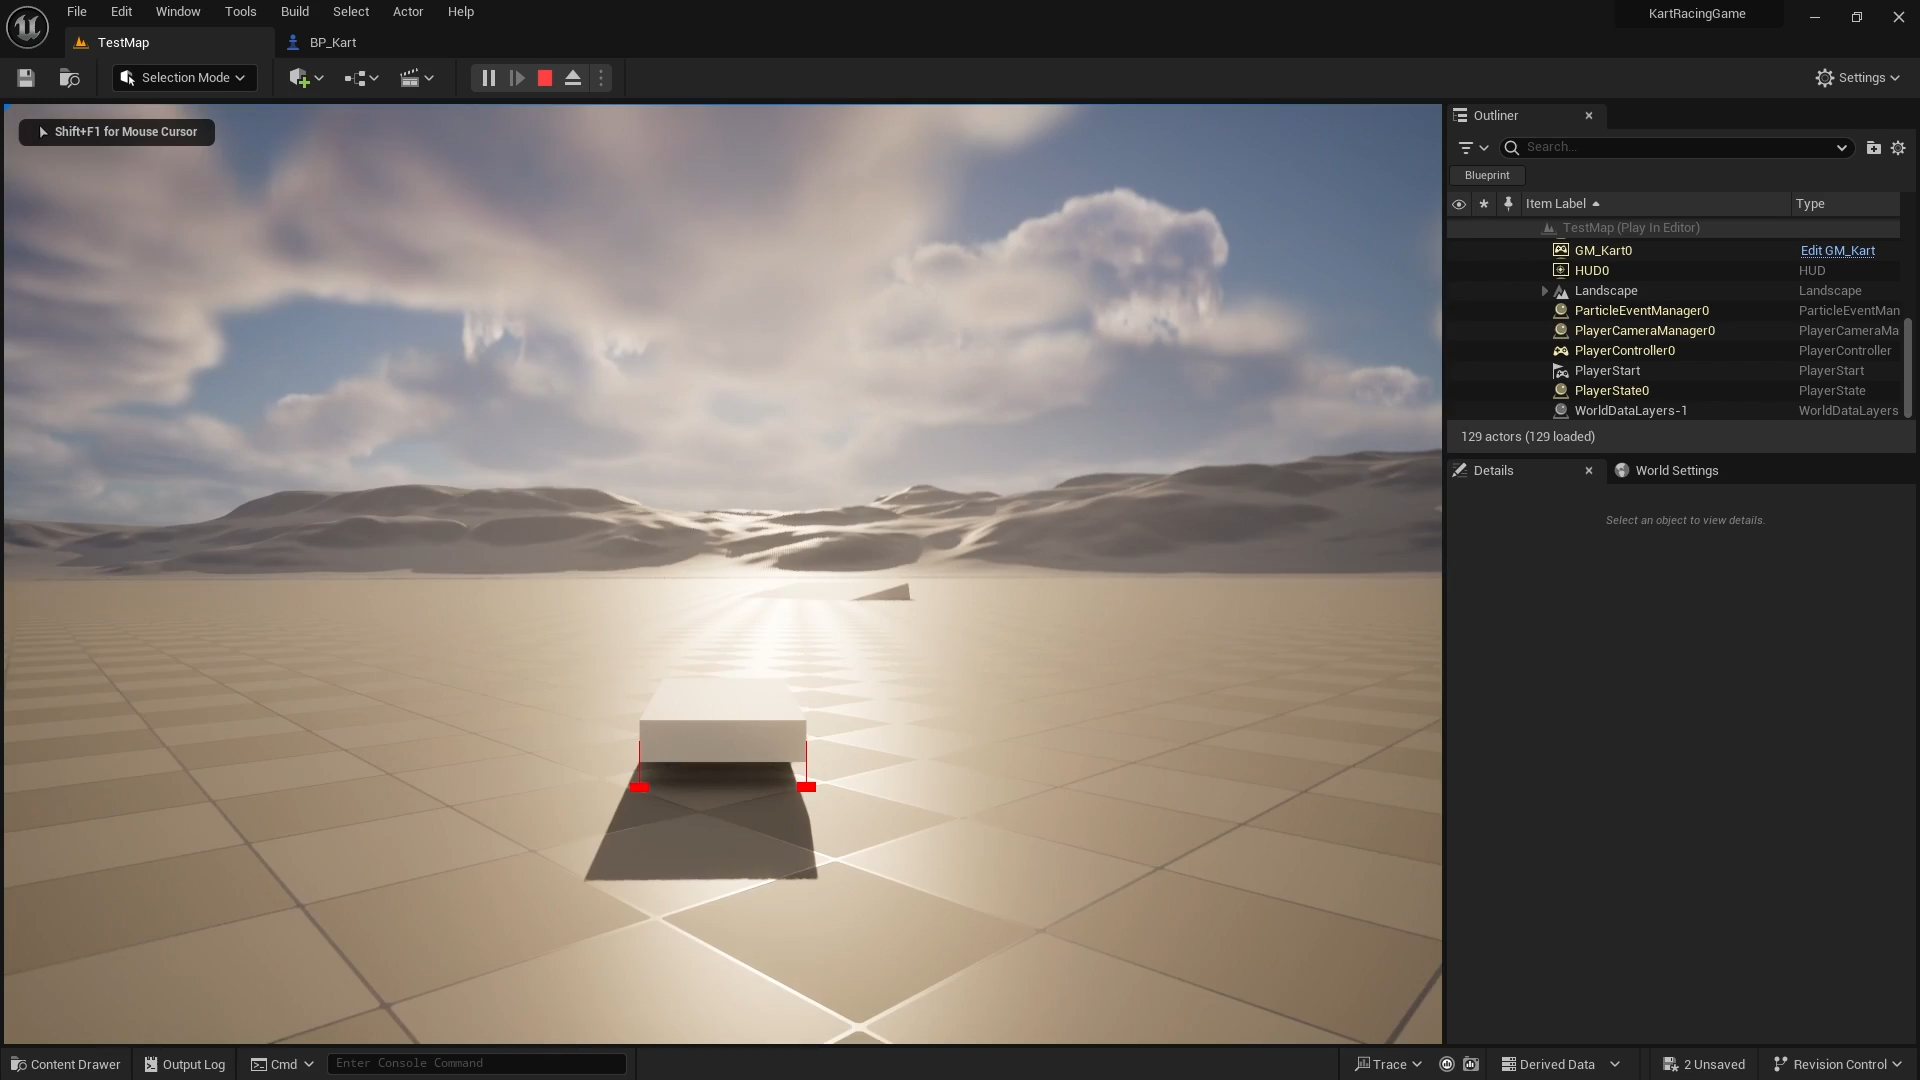 File Edit Window Tools Build Select Actor Help
KartRacingGame
TestMap
BP_Kart
Selection Mode
Settings
Shift+F1 for Mouse Cursor
Outliner
Search...
Blueprint
Item Label
Type
TestMap (Play In Editor)
GM_Kart0 Edit GM_Kart
HUD0 HUD
Landscape Landscape
ParticleEventManager0 ParticleEventMan
PlayerCameraManager0 PlayerCameraMa
PlayerController0 PlayerController
PlayerStart PlayerStart
PlayerState0 PlayerState
WorldDataLayers-1 WorldDataLayers
129 actors (129 loaded)
Details
World Settings
Select an object to view details.
Content Drawer
Output Log
Cmd
Enter Console Command
Trace
Derived Data
2 Unsaved
Revision Control